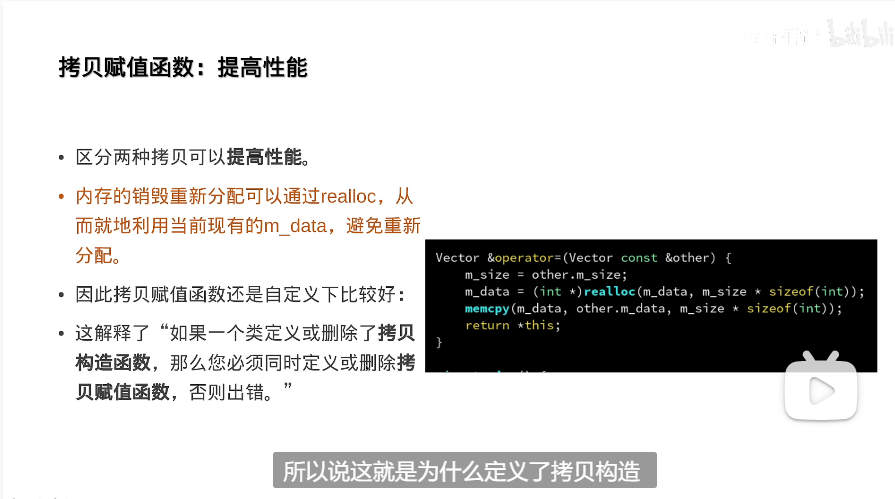 bilibili
拷贝赋值函数：提高性能
• 区分两种拷贝可以提高性能。
• 内存的销毁重新分配可以通过realloc，从
而就地利用当前现有的m_data，避免重新
分配。
• 因此拷贝赋值函数还是自定义下比较好：
• 这解释了“如果一个类定义或删除了拷贝
构造函数，那么您必须同时定义或删除拷
贝赋值函数，否则出错。”
Vector &operator=(Vector const &other) {
m_size = other.m_size;
m_data = (int *)realloc(m_data, m_size * sizeof(int));
memcpy(m_data, other.m_data, m_size * sizeof(int));
return *this;
}
所以说这就是为什么定义了拷贝构造